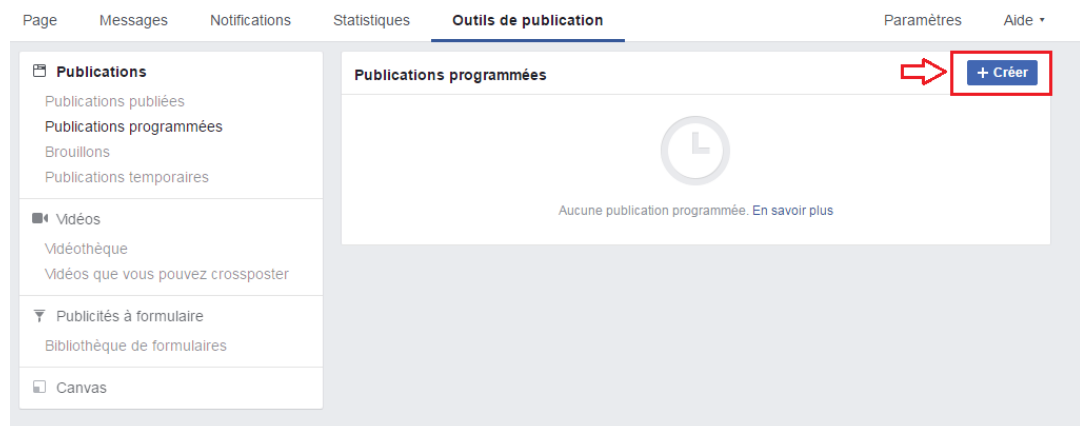 Page Messages Notifications Statistiques Outils de publication Paramètres Aide
Publications
Publications publiées
Publications programmées
Brouillons
Publications temporaires
Vidéos
Vidéothèque
Vidéos que vous pouvez crossposter
Publicités à formulaire
Bibliothèque de formulaires
Canvas
Publications programmées
+ Créer
Aucune publication programmée. En savoir plus